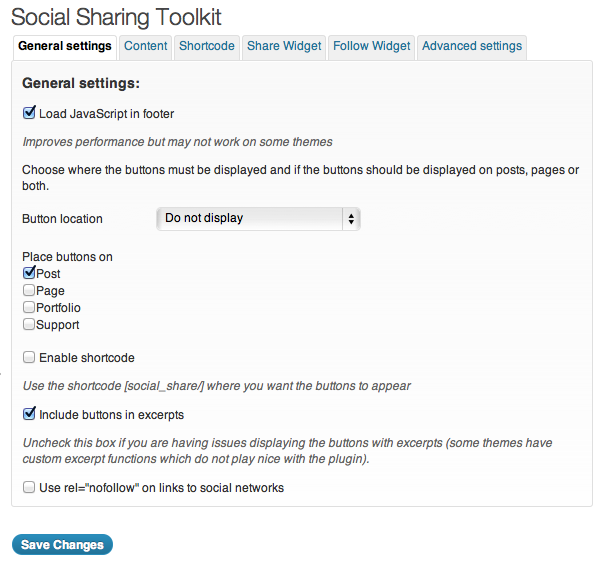 Social Sharing Toolkit
General settings Content Shortcode Share Widget Follow Widget Advanced settings
General settings:
Load JavaScript in footer
Improves performance but may not work on some themes
Choose where the buttons must be displayed and if the buttons should be displayed on posts, pages or
both.
Button location Do not display
Place buttons on
Post
Page
Portfolio
Support
Enable shortcode
Use the shortcode [social_share/] where you want the buttons to appear
Include buttons in excerpts
Uncheck this box if you are having issues displaying the buttons with excerpts (some themes have
custom excerpt functions which do not play nice with the plugin).
Use rel="nofollow" on links to social networks
Save Changes